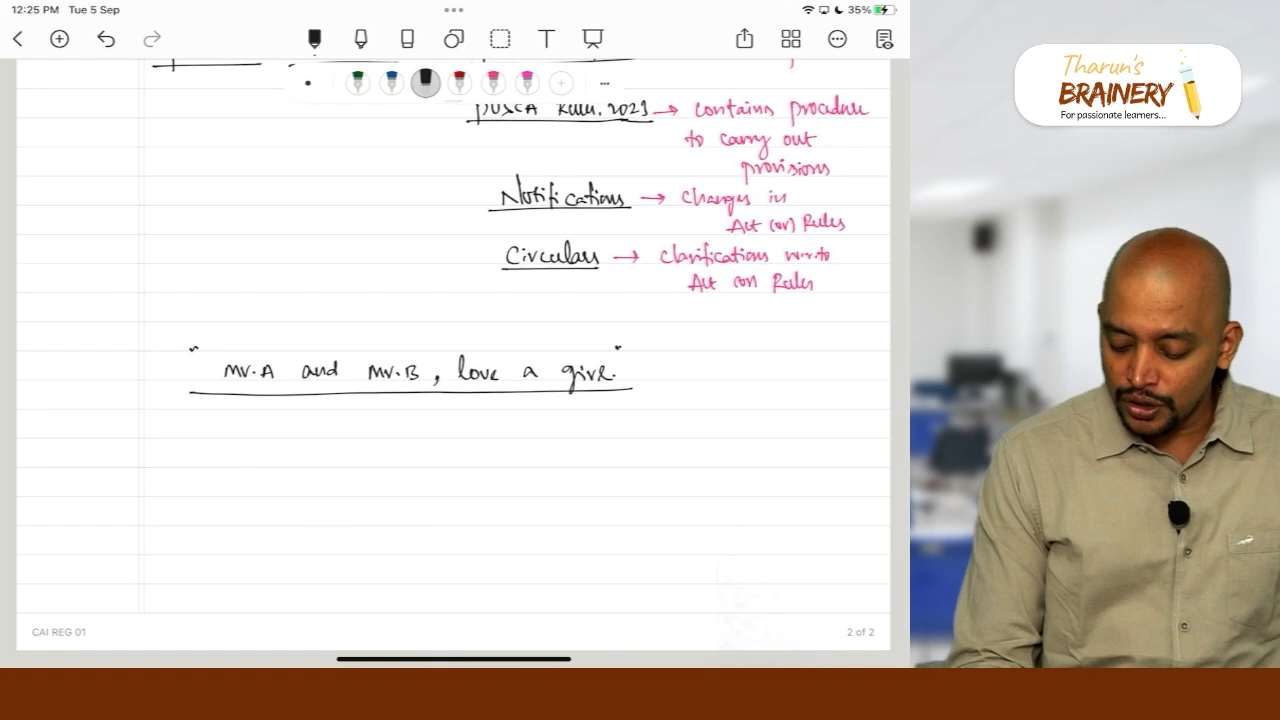 12:25 PM Tue 5 Sep
35%
Tharun's
BRAINERY
For passionate learners...
Rules, 2021 → contains procedure
to carry out
provisions
Notifications → changes in
Act (or) Rules
Circulars → clarifications w.r.to
Act (or) Rules
"Mr.A and Mr.B, love a girl."
CAI REG 01
2 of 2